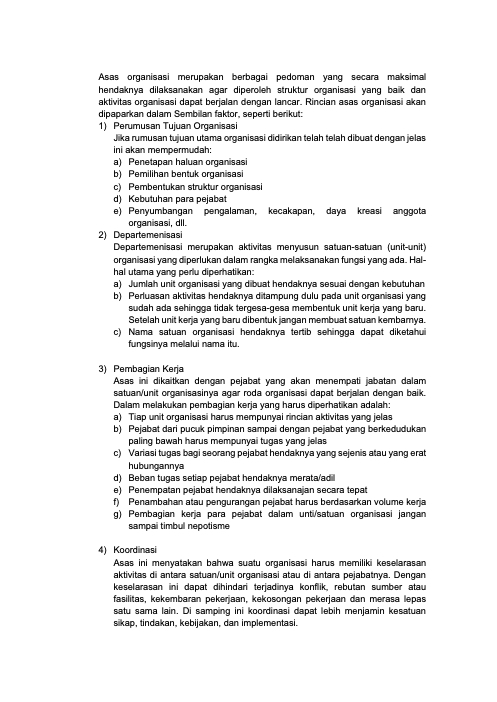 Asas organisasi merupakan berbagai pedoman yang secara maksimal
hendaknya dilaksanakan agar diperoleh struktur organisasi yang baik dan
aktivitas organisasi dapat berjalan dengan lancar. Rincian asas organisasi akan
dipaparkan dalam Sembilan faktor, seperti berikut:
1) Perumusan Tujuan Organisasi
Jika rumusan tujuan utama organisasi didirikan telah telah dibuat dengan jelas
ini akan mempermudah:
a) Penetapan haluan organisasi
b) Pemilihan bentuk organisasi
c) Pembentukan struktur organisasi
d) Kebutuhan para pejabat
e) Penyumbangan pengalaman, kecakapan, daya kreasi anggota
organisasi, dll.
2) Departemenisasi
Departemenisasi merupakan aktivitas menyusun satuan-satuan (unit-unit)
organisasi yang diperlukan dalam rangka melaksanakan fungsi yang ada. Hal-
hal utama yang perlu diperhatikan:
a) Jumlah unit organisasi yang dibuat hendaknya sesuai dengan kebutuhan
b) Perluasan aktivitas hendaknya ditampung dulu pada unit organisasi yang
sudah ada sehingga tidak tergesa-gesa membentuk unit kerja yang baru.
Setelah unit kerja yang baru dibentuk jangan membuat satuan kembarnya.
c) Nama satuan organisasi hendaknya tertib sehingga dapat diketahui
fungsinya melalui nama itu.
3) Pembagian Kerja
Asas ini dikaitkan dengan pejabat yang akan menempati jabatan dalam
satuan/unit organisasinya agar roda organisasi dapat berjalan dengan baik.
Dalam melakukan pembagian kerja yang harus diperhatikan adalah:
a) Tiap unit organisasi harus mempunyai rincian aktivitas yang jelas
b) Pejabat dari pucuk pimpinan sampai dengan pejabat yang berkedudukan
paling bawah harus mempunyai tugas yang jelas
c) Variasi tugas bagi seorang pejabat hendaknya yang sejenis atau yang erat
hubungannya
d) Beban tugas setiap pejabat hendaknya merata/adil
e) Penempatan pejabat hendaknya dilaksanajan secara tepat
f) Penambahan atau pengurangan pejabat harus berdasarkan volume kerja
g) Pembagian kerja para pejabat dalam unti/satuan organisasi jangan
sampai timbul nepotisme
4) Koordinasi
Asas ini menyatakan bahwa suatu organisasi harus memiliki keselarasan
aktivitas di antara satuan/unit organisasi atau di antara pejabatnya. Dengan
keselarasan ini dapat dihindari terjadinya konflik, rebutan sumber atau
fasilitas, kekembaran pekerjaan, kekosongan pekerjaan dan merasa lepas
satu sama lain. Di samping ini koordinasi dapat lebih menjamin kesatuan
sikap, tindakan, kebijakan, dan implementasi.